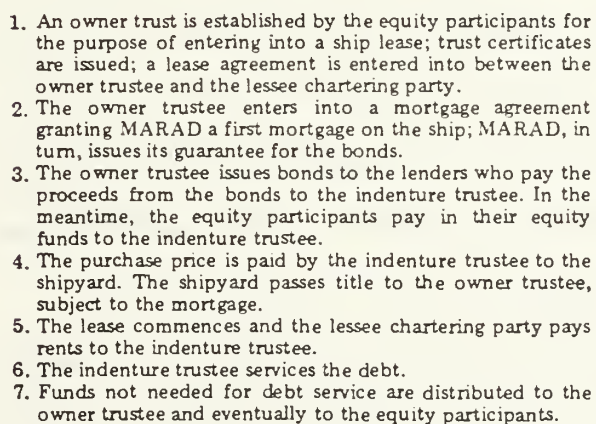 1. An owner trust is established by the equity participants for
the purpose of entering into a ship lease; trust certificates
are issued; a lease agreement is entered into between the
owner trustee and the lessee chartering party.
2. The owner trustee enters into a mortgage agreement
granting MARAD a first mortgage on the ship; MARAD, in
turn, issues its guarantee for the bonds.
3. The owner trustee issues bonds to the lenders who pay the
proceeds from the bonds to the indenture trustee. In the
meantime, the equity participants pay in their equity
funds to the indenture trustee.
4. The purchase price is paid by the indenture trustee to the
shipyard. The shipyard passes title to the owner trustee,
subject to the mortgage.
5. The lease commences and the lessee chartering party pays
rents to the indenture trustee.
6. The indenture trustee services the debt.
7. Funds not needed for debt service are distributed to the
owner trustee and eventually to the equity participants.